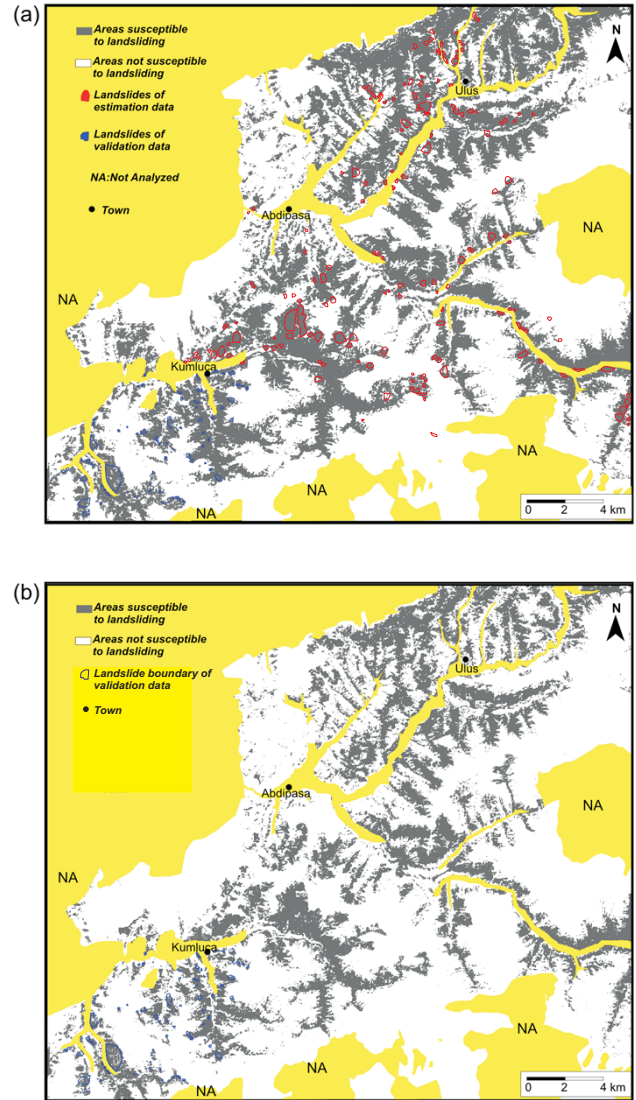 (a)
Areas susceptible
to landsliding
Areas not susceptible
to landsliding
Landslides of
estimation data
Landslides of
validation data
NA:Not Analyzed
Town
N
Ulus
Abdipasa
NA
NA
Kumluca
NA
NA
NA
0 2 4 km
(b)
Areas susceptible
to landsliding
Areas not susceptible
to landsliding
Landslide boundary of
validation data
Town
N
Ulus
Abdipasa
NA
NA
Kumluca
NA
NA
NA
0 2 4 km